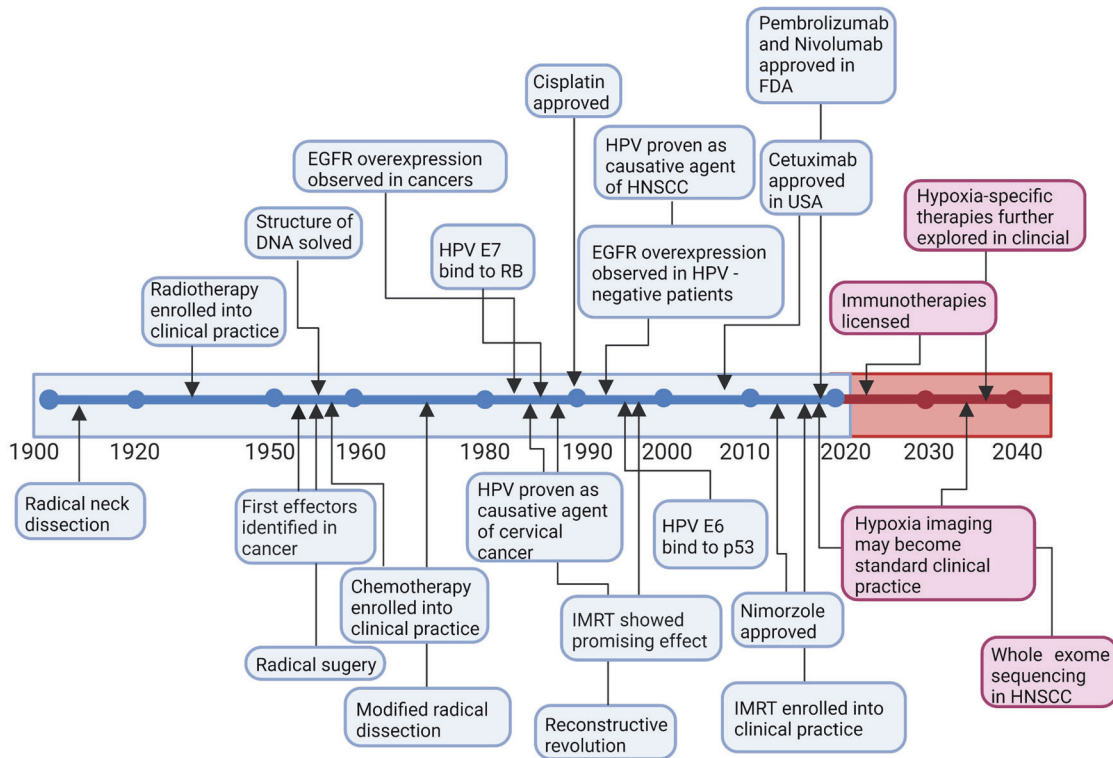 Pembrolizumab
and Nivolumab
approved in
FDA
Cisplatin
approved
EGFR overexpression
observed in cancers
HPV proven as
causative agent
of HNSCC
Cetuximab
approved
in USA
Hypoxia-specific
therapies further
explored in clincial
Structure of
DNA solved
HPV E7
bind to RB
EGFR overexpression
observed in HPV -
negative patients
Radiotherapy
enrolled into
clinical practice
Immunotherapies
licensed
1900
1920
1950
1960
1980
1990
2000
2010
2020
2030
2040
Radical neck
dissection
First effectors
identified in
cancer
HPV proven as
causative agent
of cervical
cancer
HPV E6
bind to p53
Hypoxia imaging
may become
standard clinical
practice
Chemotherapy
enrolled into
clinical practice
IMRT showed
promising effect
Nimorzole
approved
Radical sugery
Whole exome
sequencing
in HNSCC
Modified radical
dissection
Reconstructive
revolution
IMRT enrolled into
clinical practice